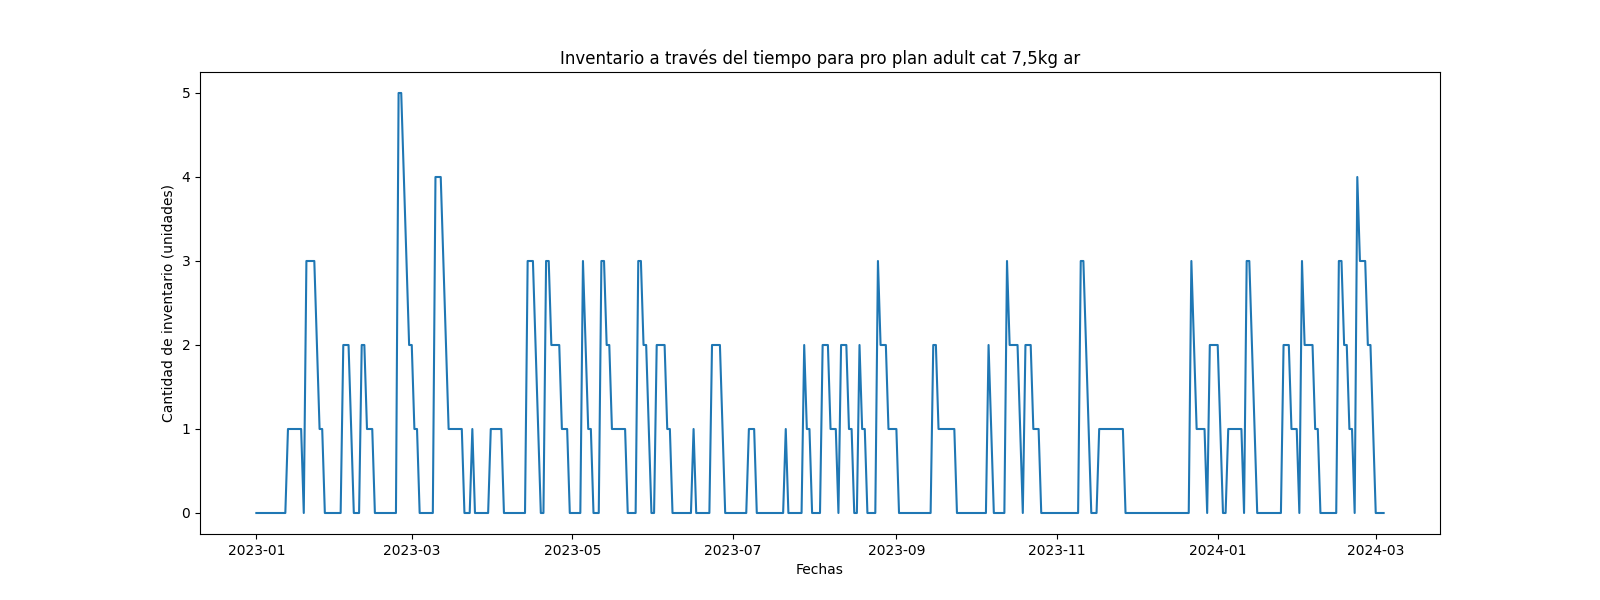 Inventario a través del tiempo para pro plan adult cat 7,5kg ar
Cantidad de inventario (unidades)
5
4
3
2
1
0
2023-01 2023-03 2023-05 2023-07 2023-09 2023-11 2024-01 2024-03
Fechas